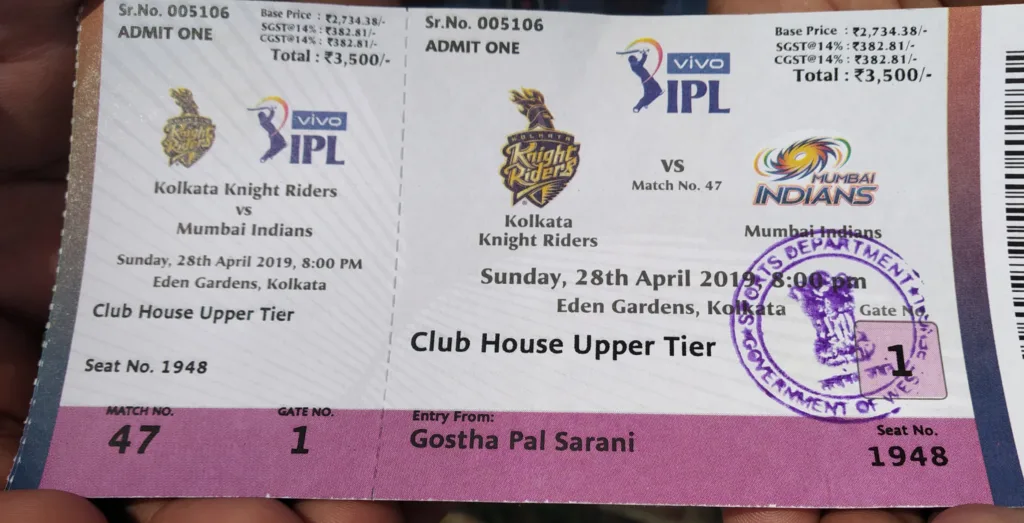 Sr.No. 005106
ADMIT ONE
Base Price : ₹2,734.38/-
SGST@14% : ₹382.81/-
CGST@14% : ₹382.81/-
Total : ₹3,500/-
Knight
Riders
vivo
IPL
Kolkata Knight Riders
vs
Mumbai Indians
Sunday, 28th April 2019, 8:00 PM
Eden Gardens, Kolkata
Club House Upper Tier
Seat No. 1948
MATCH NO.
47
GATE NO.
1
Sr.No. 005106
ADMIT ONE
vivo
IPL
Base Price : ₹2,734.38/-
SGST@14% : ₹382.81/-
CGST@14% : ₹382.81/-
Total : ₹3,500/-
KOLKATA
Knight
Riders
Kolkata
Knight Riders
VS
Match No. 47
MUMBAI
INDIANS
Mumbai Indians
Sunday, 28th April 2019, 8:00 pm
Eden Gardens, Kolkata
Club House Upper Tier
Gate No
1
SPORTS DEPARTMENT
GOVERNMENT OF WEST
Entry From:
Gostha Pal Sarani
Seat No.
1948